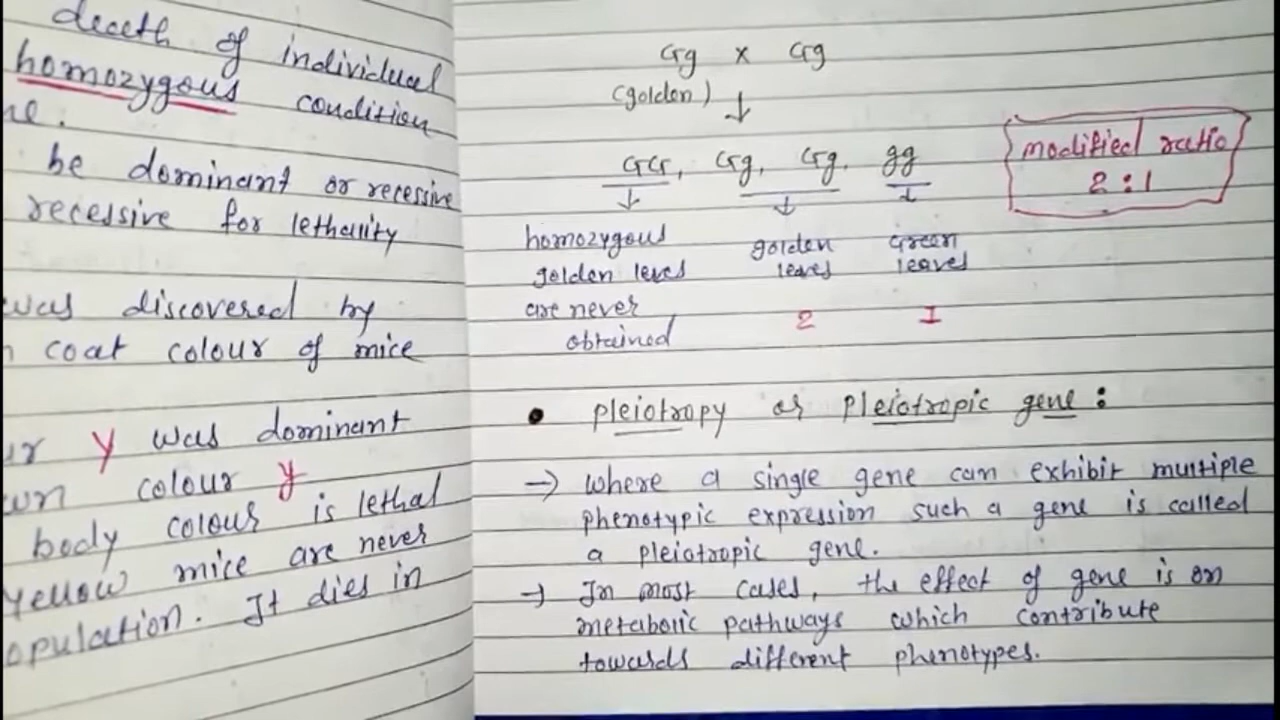 death of individual
homozygous condition
ne.
be dominant or recessive
recessive for lethality
was discovered by
n coat colour of mice
ur Y was dominant
wn colour y
body colour is lethal
yellow mice are never
opulation. It dies in
Gg x Gg
(golden) ↓
GG, Gg, Gg, gg
↓ ↓ ↓
homozygous golden leves are never obtained
golden leaves
Green leaves
2 1
modified ratio
2 : 1
• Pleiotropy or Pleiotropic gene :
→ where a single gene can exhibit multiple
phenotypic expression such a gene is called
a pleiotropic gene.
→ In most cases, the effect of gene is on
metabolic pathways which contribute
towards different phenotypes.